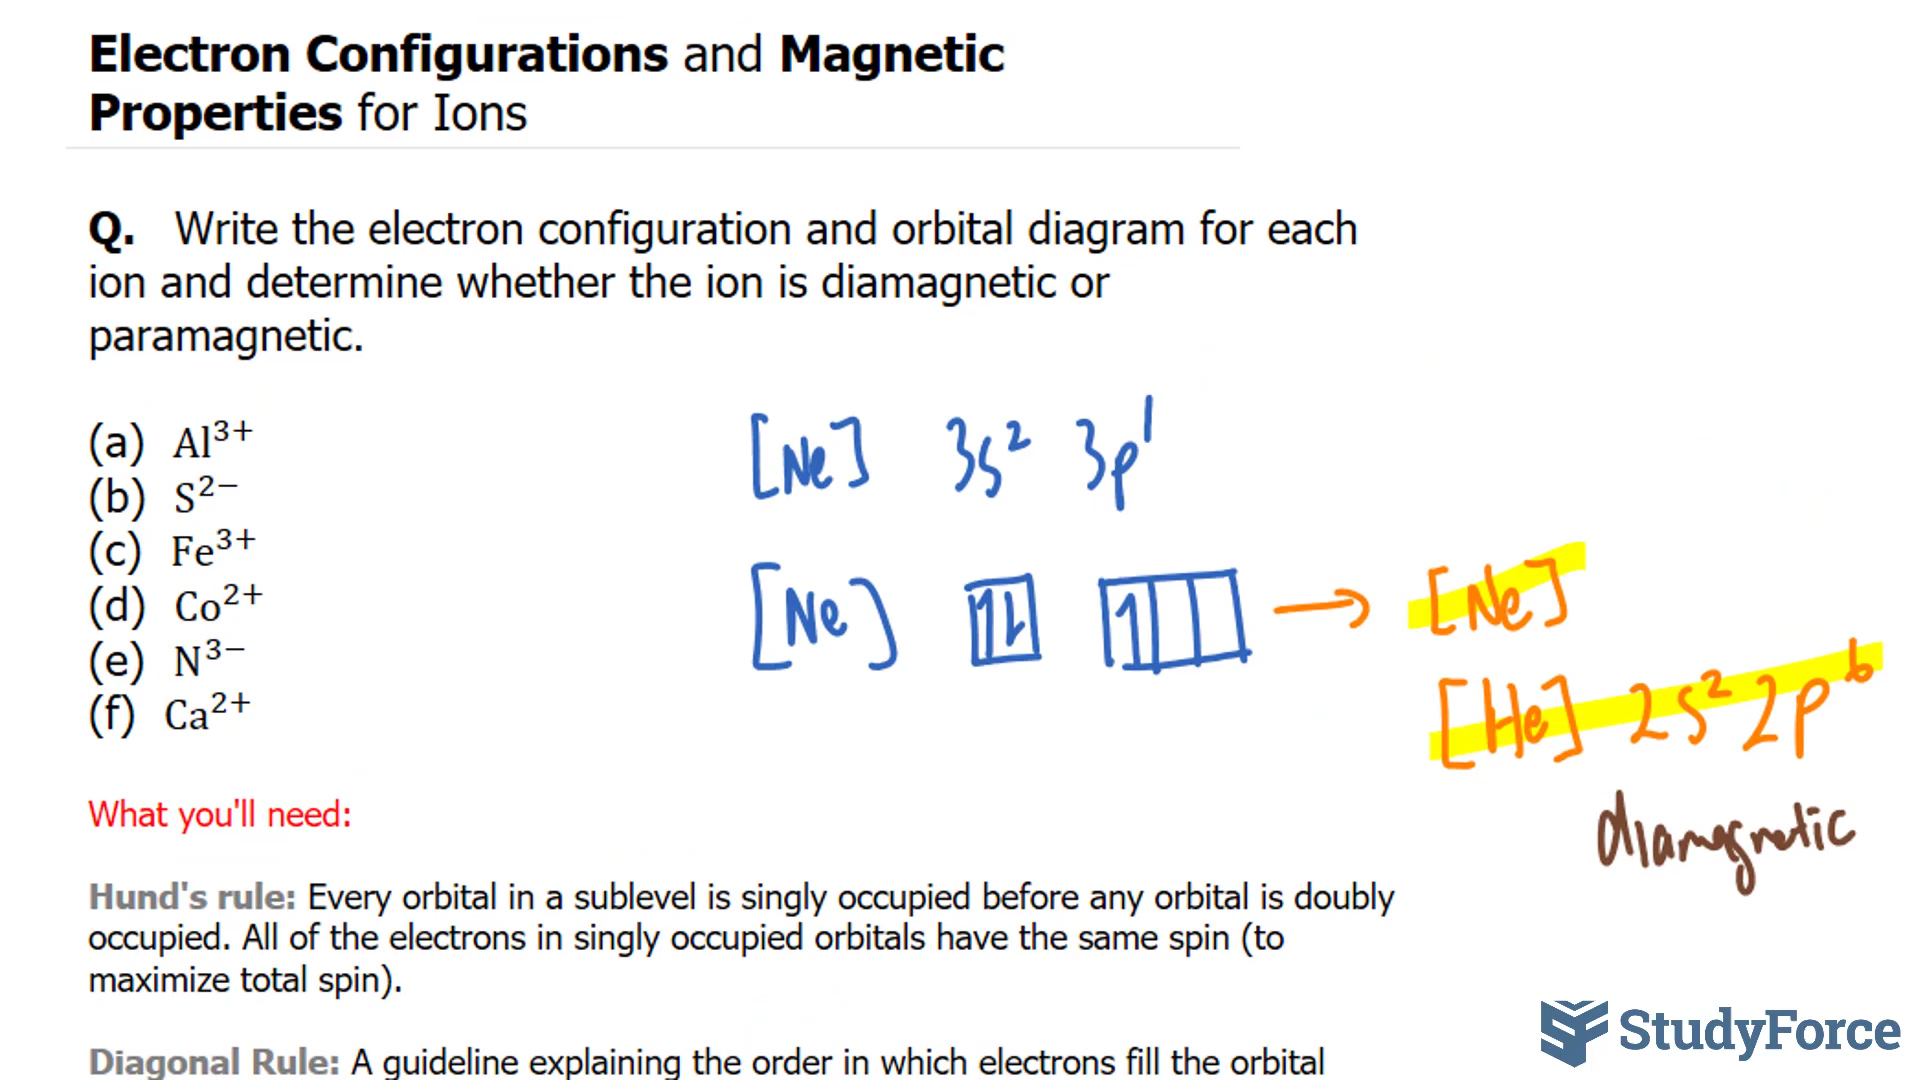 Electron Configurations and Magnetic
Properties for Ions
Q. Write the electron configuration and orbital diagram for each
ion and determine whether the ion is diamagnetic or
paramagnetic.
(a) Al³⁺
(b) S²⁻
(c) Fe³⁺
(d) Co²⁺
(e) N³⁻
(f) Ca²⁺
[Ne] 3s² 3p¹
[Ne] 1L 1 → [Ne]
[He] 2s² 2p⁶
diamagnetic
What you'll need:
Hund's rule: Every orbital in a sublevel is singly occupied before any orbital is doubly
occupied. All of the electrons in singly occupied orbitals have the same spin (to
maximize total spin).
Diagonal Rule: A guideline explaining the order in which electrons fill the orbital
StudyForce